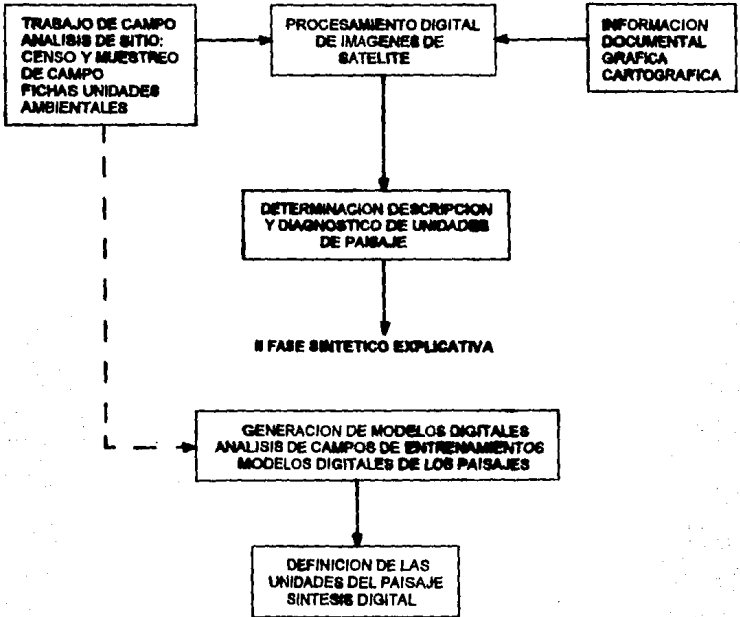 TRABAJO DE CAMPO
ANALISIS DE SITIO:
CENSO Y MUESTREO
DE CAMPO
FICHAS UNIDADES
AMBIENTALES
PROCESAMIENTO DIGITAL
DE IMAGENES DE
SATELITE
INFORMACION
DOCUMENTAL
GRAFICA
CARTOGRAFICA
DETERMINACION DESCRIPCION
Y DIAGNOSTICO DE UNIDADES
DE PAISAJE
II FASE SINTETICO EXPLICATIVA
GENERACION DE MODELOS DIGITALES
ANALISIS DE CAMPOS DE ENTRENAMIENTOS
MODELOS DIGITALES DE LOS PAISAJES
DEFINICION DE LAS
UNIDADES DEL PAISAJE
SINTESIS DIGITAL